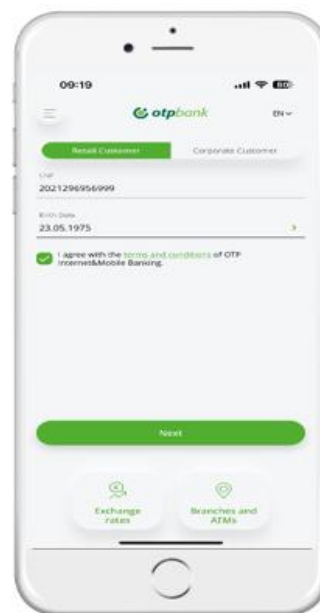 09:19
80
otpbank
EN
Retail Customer
Corporate Customer
CNP
2021296956999
Birth Date
23.05.1975
I agree with the terms and conditions of OTP
Internet&Mobile Banking.
Next
Exchange
rates
Branches and
ATMs